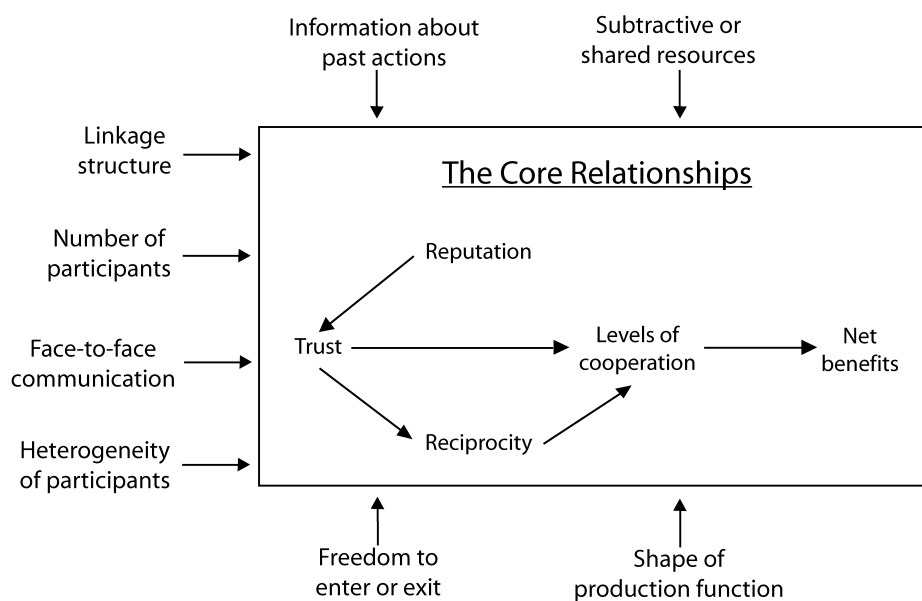 Information about
past actions
Subtractive or
shared resources
Linkage
structure
The Core Relationships
Number of
participants
Reputation
Face-to-face
communication
Trust
Levels of
cooperation
Net
benefits
Reciprocity
Heterogeneity
of participants
Freedom to
enter or exit
Shape of
production function